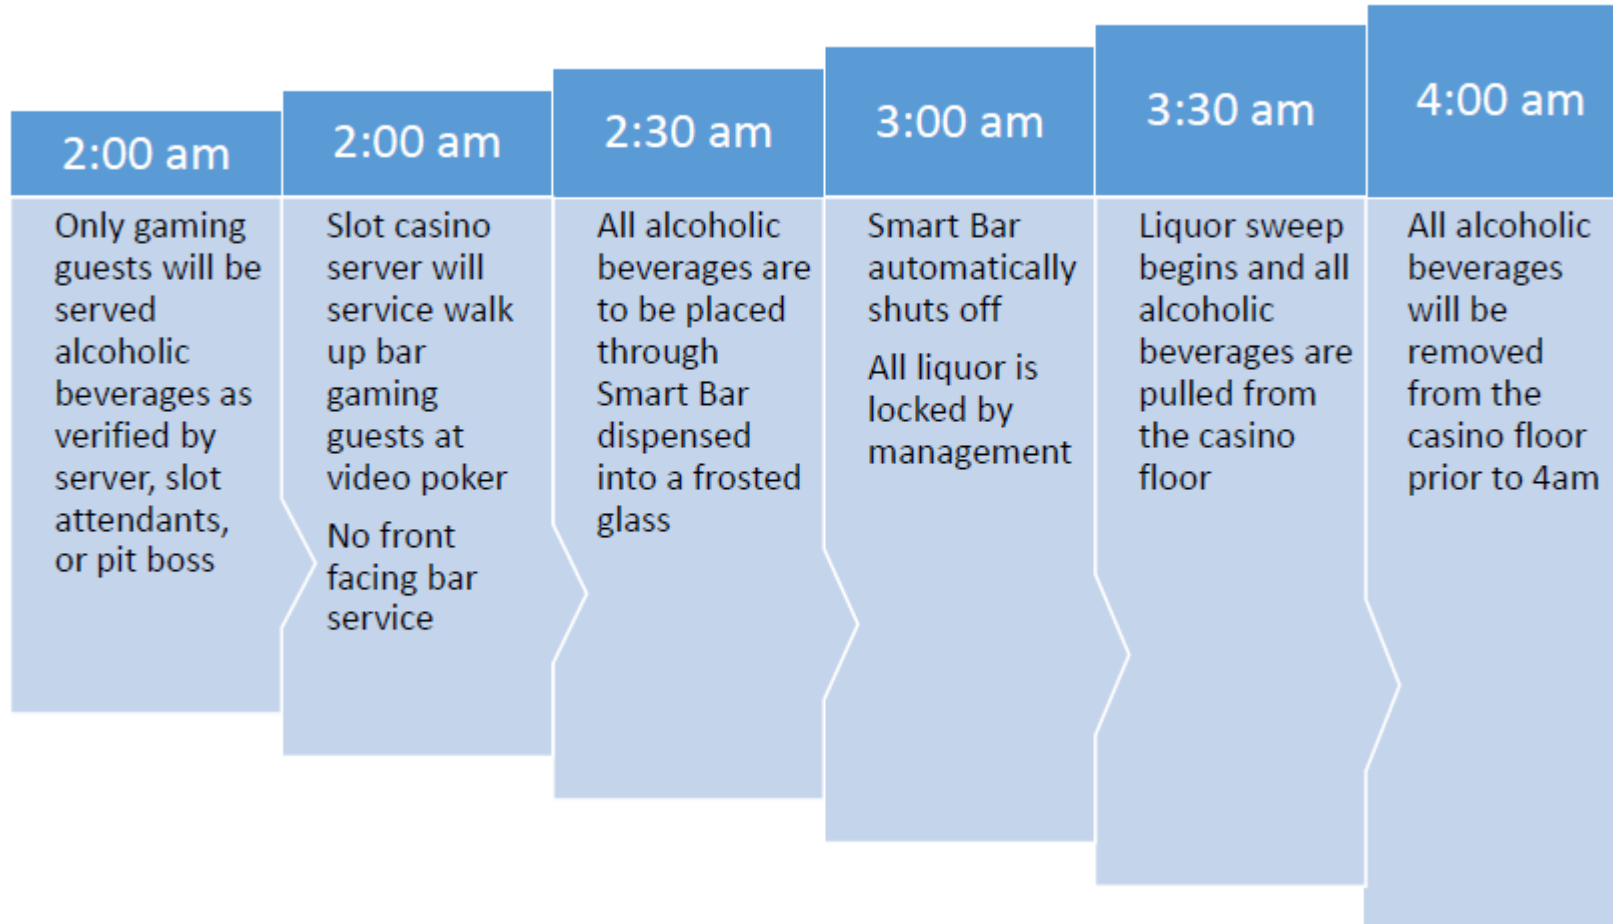 2:00 am
Only gaming
guests will be
served
alcoholic
beverages as
verified by
server, slot
attendants,
or pit boss
2:00 am
Slot casino
server will
service walk
up bar
gaming
guests at
video poker
No front
facing bar
service
2:30 am
All alcoholic
beverages are
to be placed
through
Smart Bar
dispensed
into a frosted
glass
3:00 am
Smart Bar
automatically
shuts off
All liquor is
locked by
management
3:30 am
Liquor sweep
begins and all
alcoholic
beverages are
pulled from
the casino
floor
4:00 am
All alcoholic
beverages
will be
removed
from the
casino floor
prior to 4am